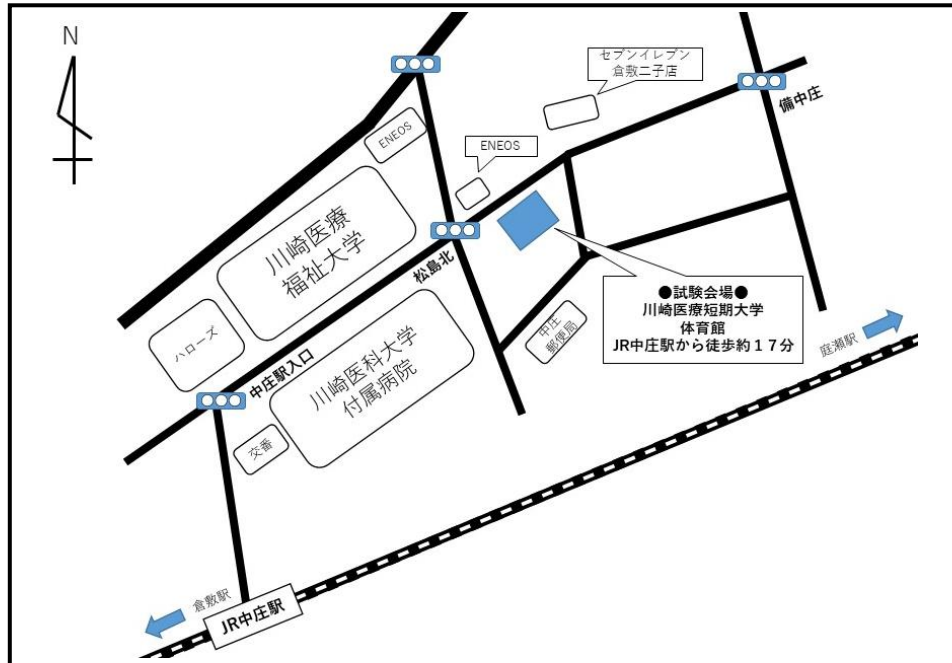 N
セブンイレブン
倉敷二子店
備中庄
ENEOS
ENEOS
川崎医療
福祉大学
松島北
●試験会場●
川崎医療短期大学
体育館
JR中庄駅から徒歩約１７分
中庄
郵便局
庭瀬駅
ハローズ
中庄駅入口
川崎医科大学
付属病院
交番
倉敷駅
JR中庄駅